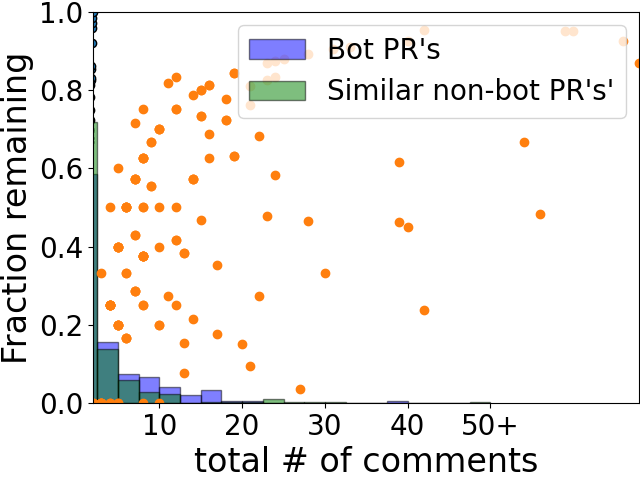 1.0
0.8
0.6
0.4
0.2
0.0
Fraction remaining
Bot PR's
Similar non-bot PR's'
10 20 30 40 50+
total # of comments